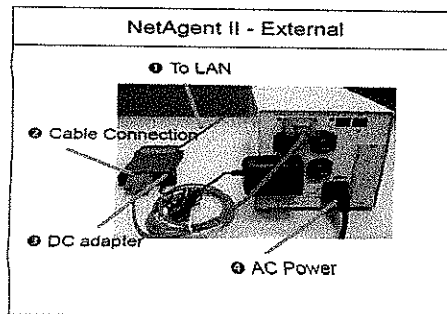 NetAgent II - External
❶ To LAN
❷ Cable Connection
❸ DC adapter
❹ AC Power